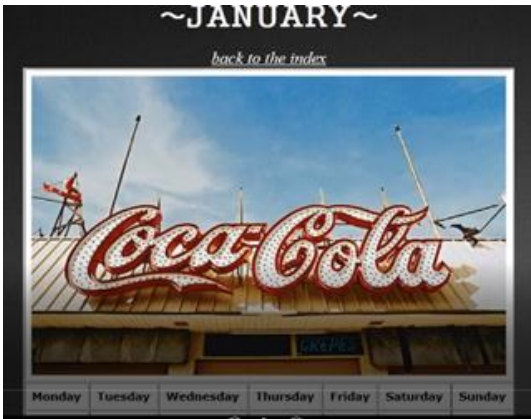 ~JANUARY~
back to the index
Coca-Cola
CREPES
Monday Tuesday Wednesday Thursday Friday Saturday Sunday